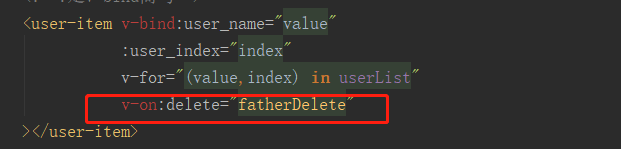 <user-item v-bind:user_name="value"
:user_index="index"
v-for="(value,index) in userList"
v-on:delete="fatherDelete"
></user-item>